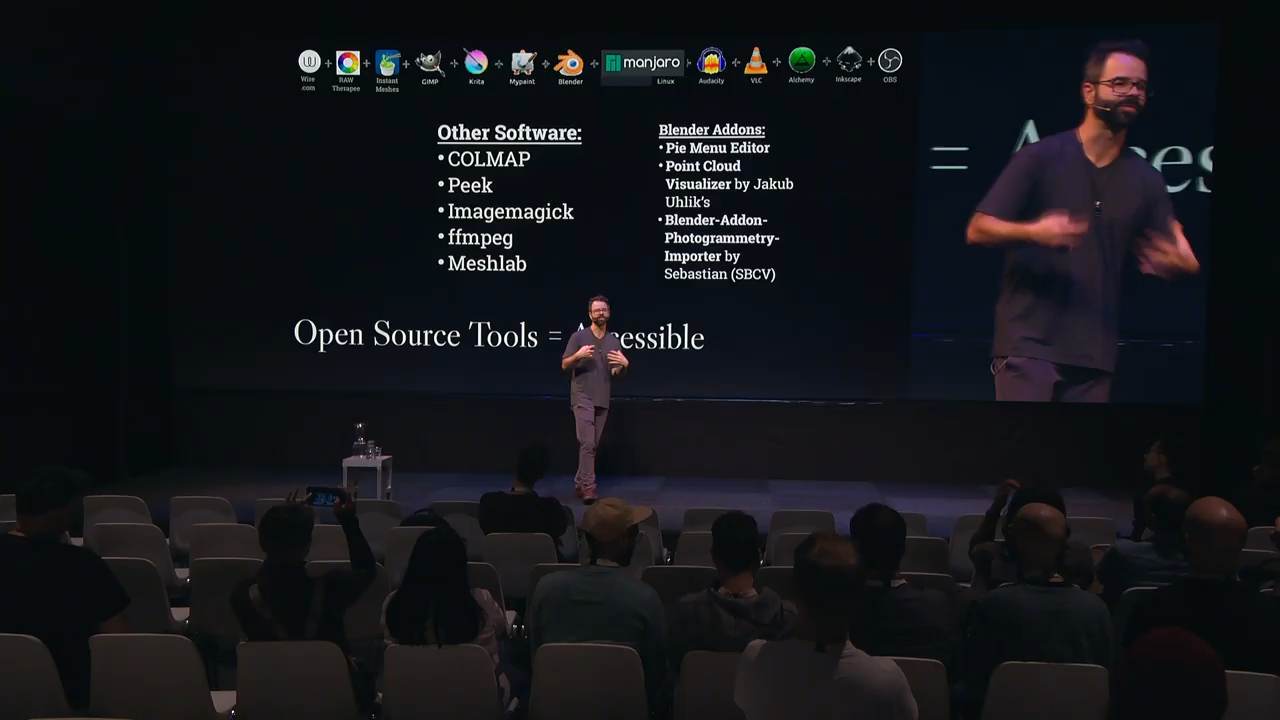 Wire
.com
RAW
Therapee
Instant
Meshes
GIMP
Krita
Mypaint
Blender
manjaro
Linux
Audacity
VLC
Alchemy
Inkscape
OBS
Other Software:
• COLMAP
• Peek
• Imagemagick
• ffmpeg
• Meshlab
Blender Addons:
• Pie Menu Editor
• Point Cloud
Visualizer by Jakub
Uhlik's
• Blender-Addon-
Photogrammetry-
Importer by
Sebastian (SBCV)
Open Source Tools =